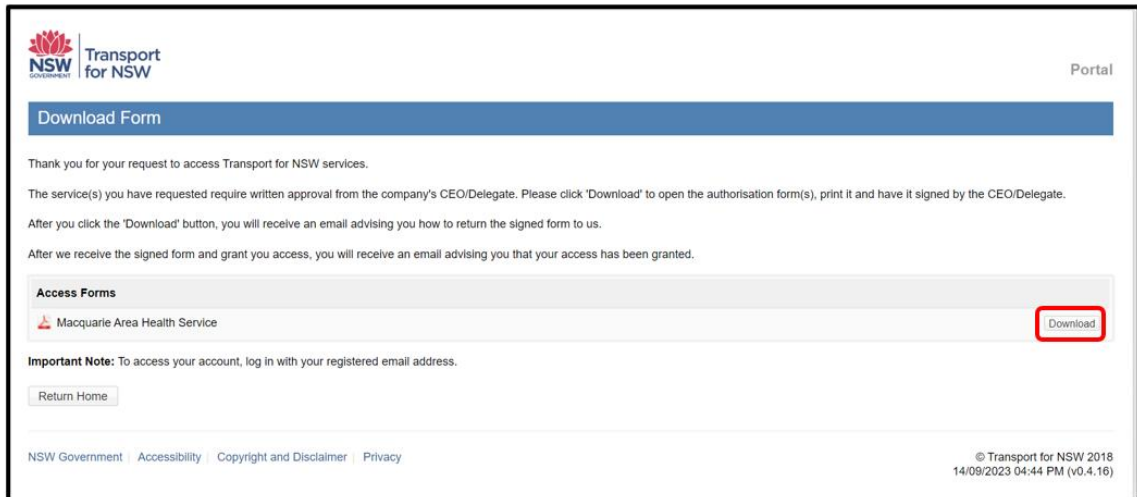 NSW
GOVERNMENT
Transport
for NSW
Portal
Download Form
Thank you for your request to access Transport for NSW services.
The service(s) you have requested require written approval from the company's CEO/Delegate. Please click 'Download' to open the authorisation form(s), print it and have it signed by the CEO/Delegate.
After you click the 'Download' button, you will receive an email advising you how to return the signed form to us.
After we receive the signed form and grant you access, you will receive an email advising you that your access has been granted.
Access Forms
Macquarie Area Health Service
Download
Important Note: To access your account, log in with your registered email address.
Return Home
NSW Government | Accessibility | Copyright and Disclaimer | Privacy
© Transport for NSW 2018
14/09/2023 04:44 PM (v0.4.16)